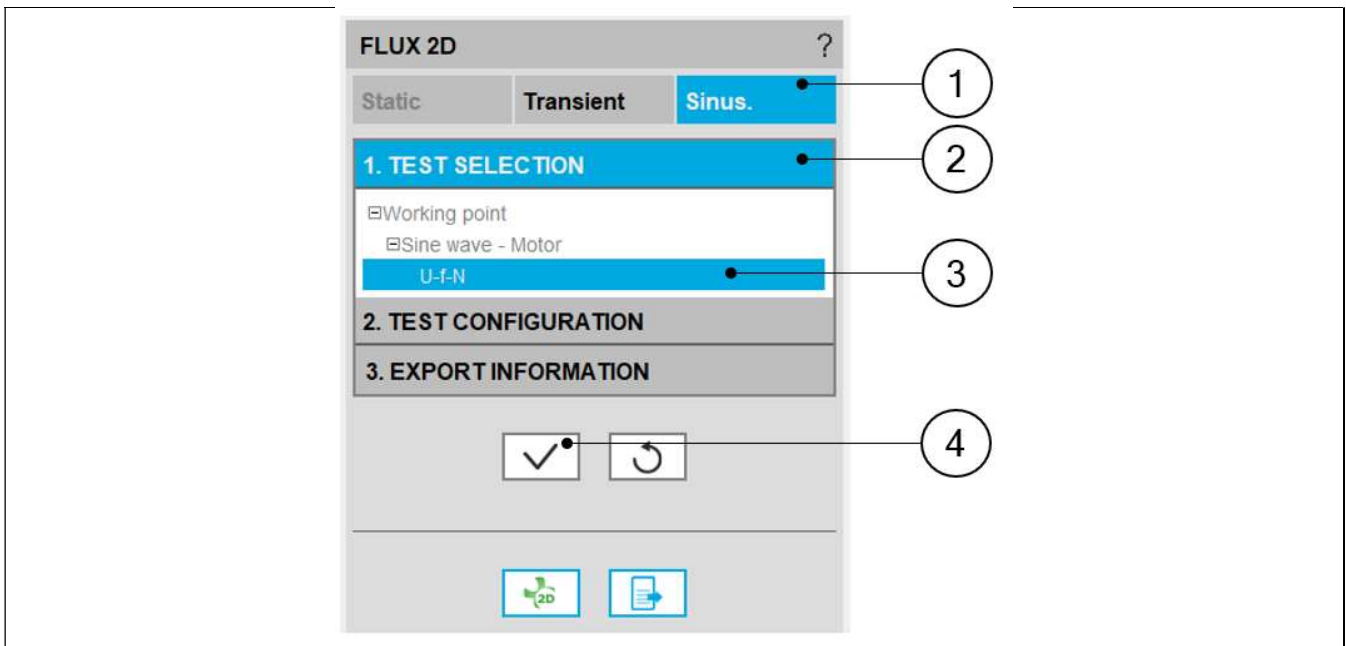 FLUX 2D ?
Static Transient Sinus.
1
1. TEST SELECTION
2
Working point
Sine wave - Motor
U-f-N
3
2. TEST CONFIGURATION
3. EXPORT INFORMATION
4
2D